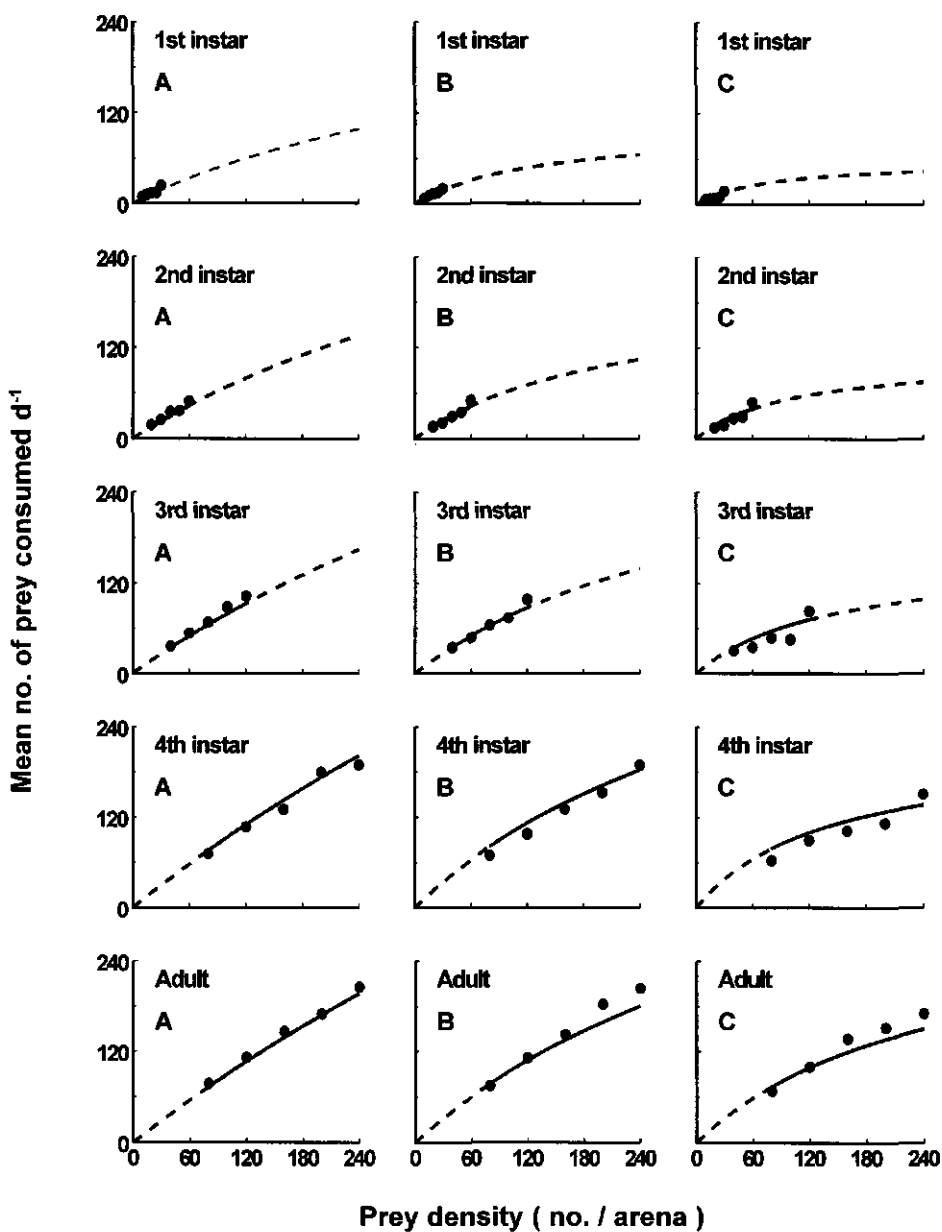 Mean no. of prey consumed d-1
240
120
0
1st instar
A
1st instar
B
1st instar
C
240
120
0
2nd instar
A
2nd instar
B
2nd instar
C
240
120
0
3rd instar
A
3rd instar
B
3rd instar
C
240
120
0
4th instar
A
4th instar
B
4th instar
C
240
120
0
Adult
A
Adult
B
Adult
C
0 60 120 180 240 0 60 120 180 240 0 60 120 180 240
Prey density ( no. / arena )